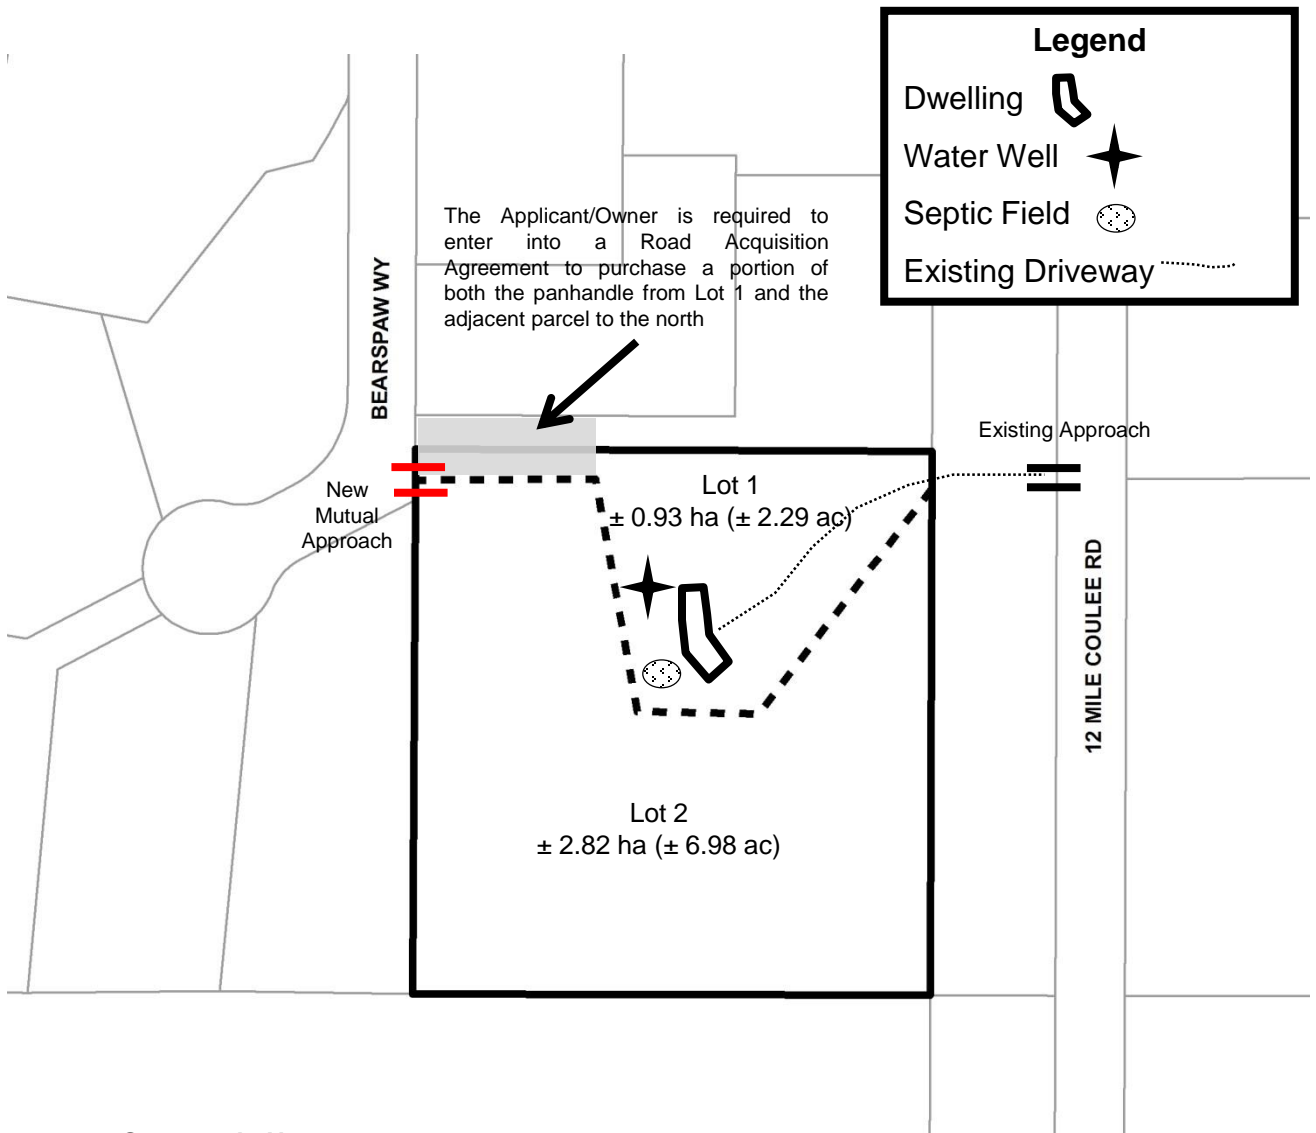 Legend
Dwelling
Water Well
Septic Field
Existing Driveway
The Applicant/Owner is required to
enter into a Road Acquisition
Agreement to purchase a portion of
both the panhandle from Lot 1 and the
adjacent parcel to the north
BEARSPAW WY
Existing Approach
New
Mutual
Approach
Lot 1
± 0.93 ha (± 2.29 ac)
12 MILE COULEE RD
Lot 2
± 2.82 ha (± 6.98 ac)